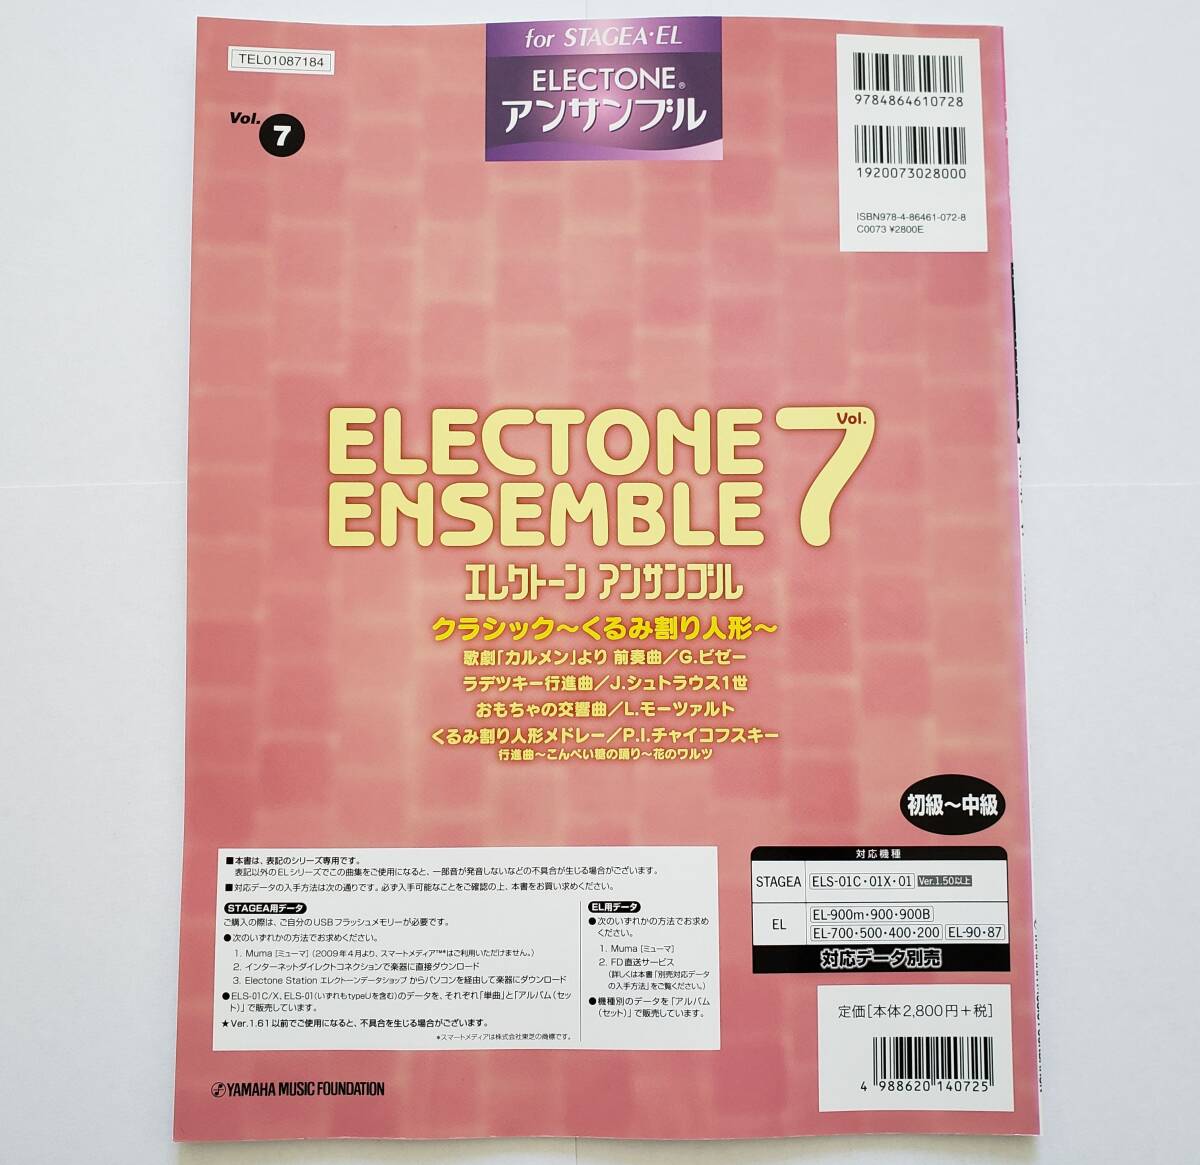 TEL01087184
Vol. 7
for STAGEA・EL
ELECTONE®
アンサンブル
9784864610728
1920073028000
ISBN978-4-86461-072-8
C0073 ¥2800E
ELECTONE
ENSEMBLE
Vol. 7
エレクトーン アンサンブル
クラシック～くるみ割り人形～
歌劇「カルメン」より 前奏曲／G.ビゼー
ラデツキー行進曲／J.シュトラウス1世
おもちゃの交響曲／L.モーツァルト
くるみ割り人形メドレー／P.I.チャイコフスキー
行進曲～こんぺい糖の踊り～花のワルツ
初級～中級
■本書は、表記のシリーズ専用です。
表記以外のELシリーズでこの曲集をご使用になると、一部音が発音しないなどの不具合が生じる場合がございます。
■対応データの入手方法は次の通りです。必ず入手可能なことをご確認の上、本書をお買い求めください。
STAGEA用データ
ご購入の際は、ご自分のUSBフラッシュメモリーが必要です。
●次のいずれかの方法でお求めください。
1. Muma [ミューマ] (2009年4月より、スマートメディア™*はご利用いただけません。)
2. インターネットダイレクトコネクションで楽器に直接ダウンロード
3. Electone Station エレクトーンデータショップ からパソコンを経由して楽器にダウンロード
●ELS-01C/X、ELS-01(いずれもtypeUを含む)のデータを、それぞれ「単曲」と「アルバム(セッ
ト)」で販売しています。
★Ver.1.61以前でご使用になると、不具合を生じる場合がございます。
*スマートメディアは株式会社東芝の商標です。
EL用データ
●次のいずれかの方法でお求め
ください。
1. Muma [ミューマ]
2. FD直送サービス
(詳しくは本書「別売対応データ
の入手方法」をご覧ください。)
●機種別のデータを「アルバム
(セット)」で販売しています。
対応機種
STAGEA ELS-01C・01X・01 Ver.1.50以上
EL EL-900m・900・900B
EL-700・500・400・200 EL-90・87
対応データ別売
定価[本体2,800円+税]
4 988620 140725
YAMAHA MUSIC FOUNDATION